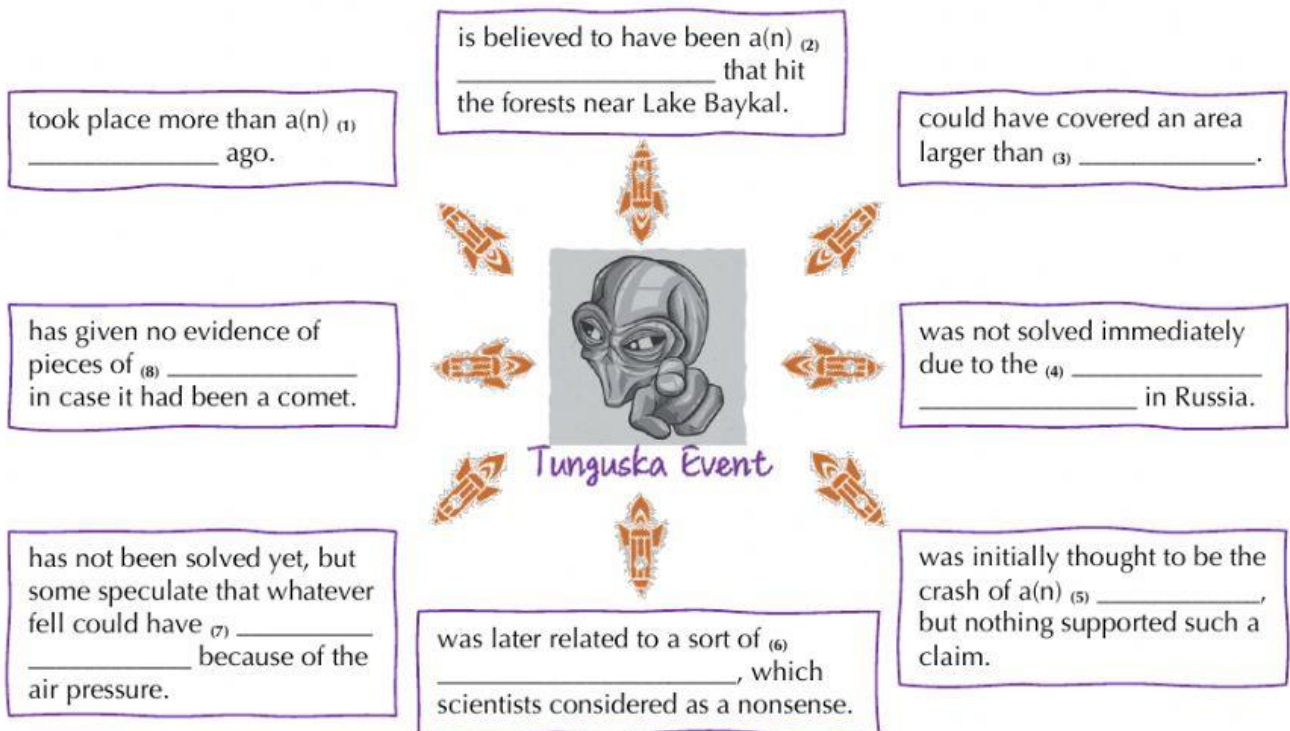 took place more than a(n) (1)
______________ ago.
is believed to have been a(n) (2)
___________________ that hit
the forests near Lake Baykal.
could have covered an area
larger than (3) _____________.
was not solved immediately
due to the (4) ______________
________________ in Russia.
was initially thought to be the
crash of a(n) (5) ____________,
but nothing supported such a
claim.
was later related to a sort of (6)
______________________, which
scientists considered as a nonsense.
has not been solved yet, but
some speculate that whatever
fell could have (7) __________
____________ because of the
air pressure.
has given no evidence of
pieces of (8) ______________
in case it had been a comet.
Tunguska Event